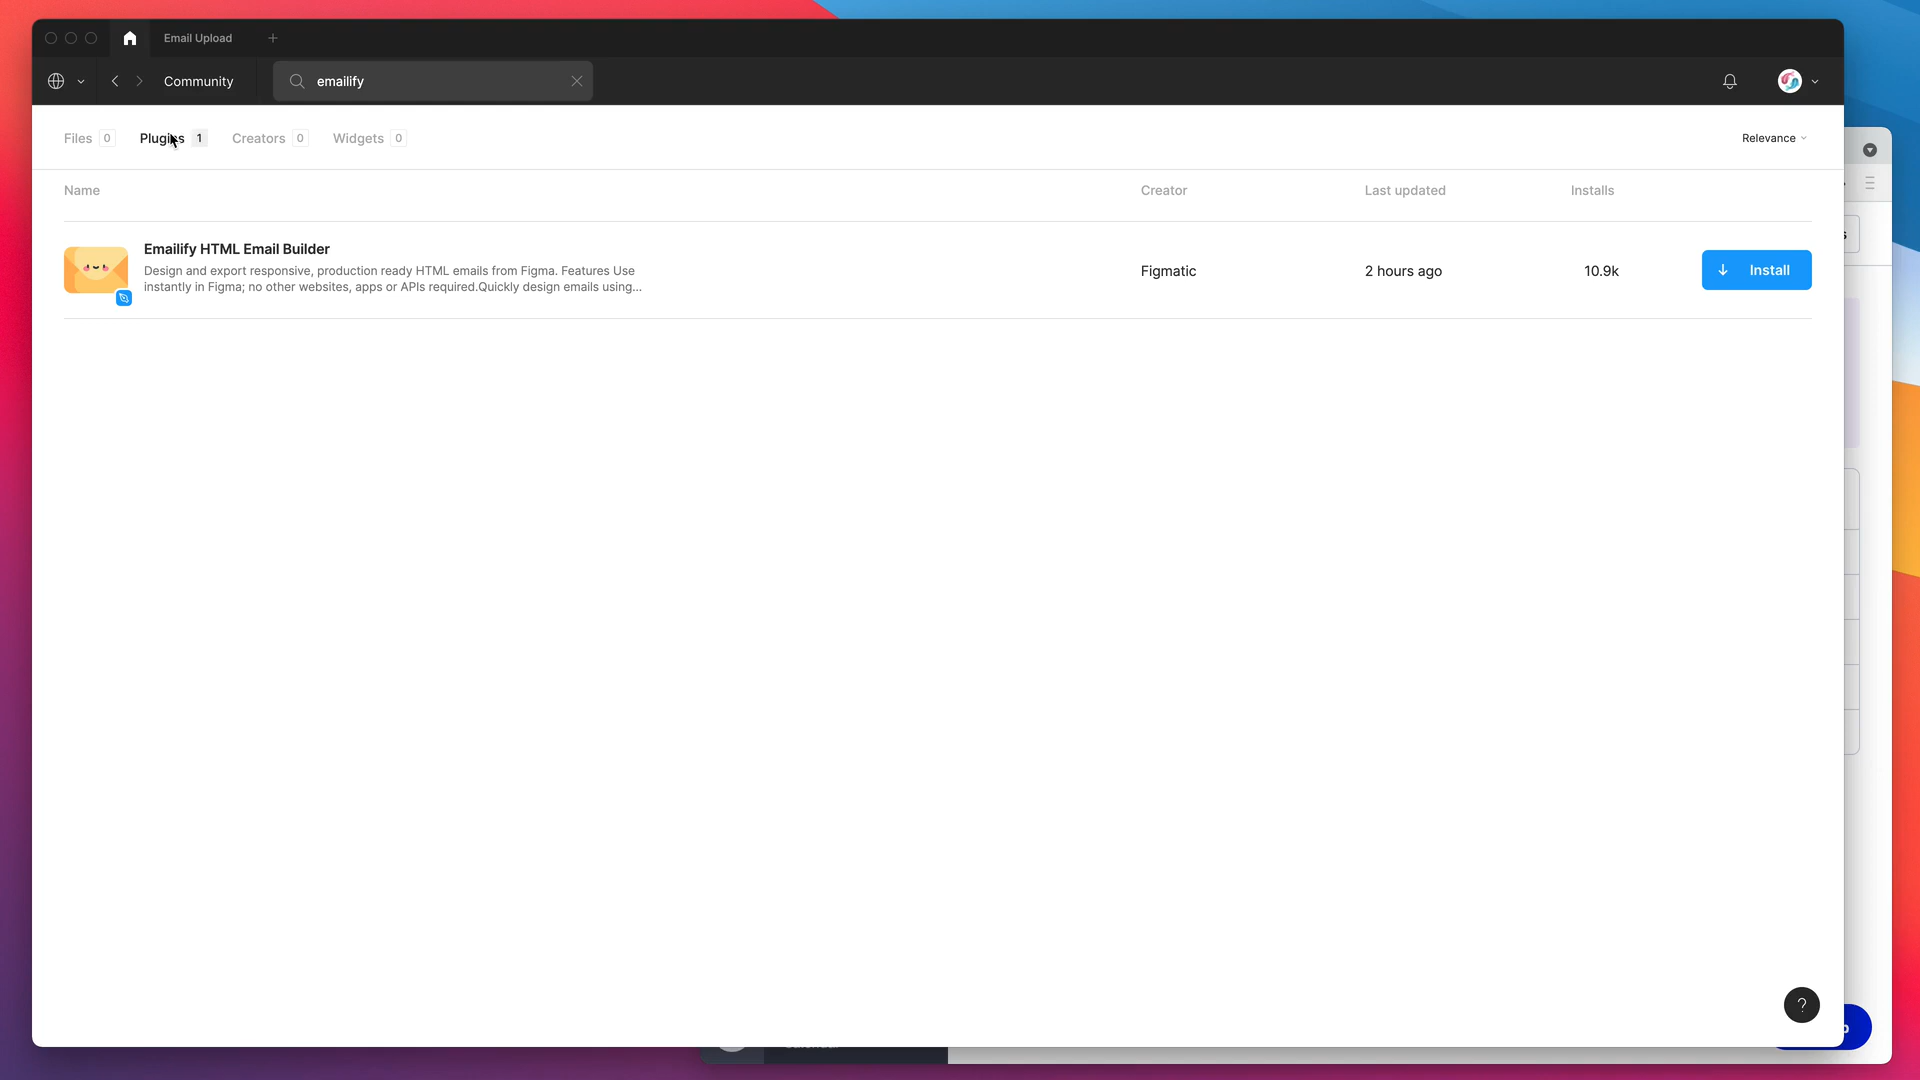 Email Upload
Community
emailify
Files 0
Plugins 1
Creators 0
Widgets 0
Relevance
Name
Creator
Last updated
Installs
Emailify HTML Email Builder
Design and export responsive, production ready HTML emails from Figma. Features Use
instantly in Figma; no other websites, apps or APIs required.Quickly design emails using...
Figmatic
2 hours ago
10.9k
Install
?